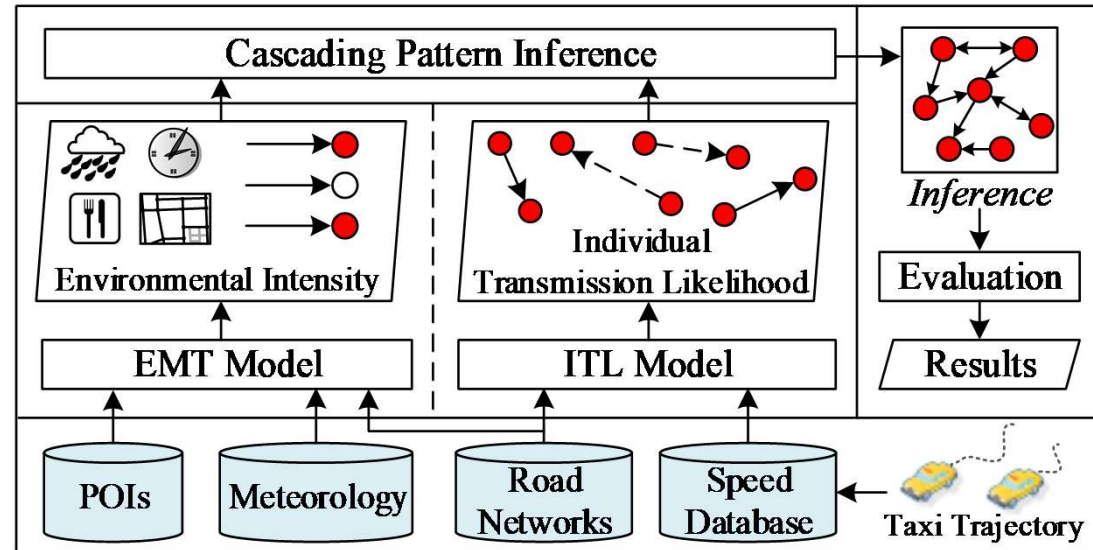 Cascading Pattern Inference
Environmental Intensity
Individual
Transmission Likelihood
Inference
Evaluation
Results
EMT Model
ITL Model
POIs
Meteorology
Road
Networks
Speed
Database
Taxi Trajectory